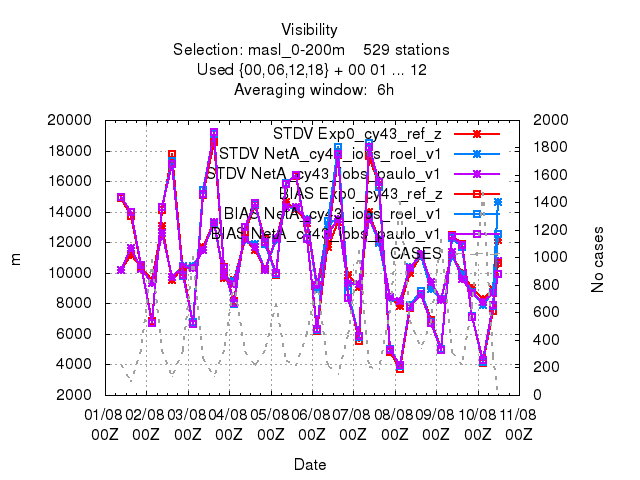 Visibility
Selection: masl_0-200m 529 stations
Used {00,06,12,18} + 00 01 ... 12
Averaging window: 6h
STDV Exp0_cy43_ref_z
STDV NetA_cy43_iobs_roel_v1
STDV NetA_cy43_iobs_paulo_v1
BIAS Exp0_cy43_ref_z
BIAS NetA_cy43_iobs_roel_v1
BIAS NetA_cy43_iobs_paulo_v1
CASES
20000
18000
16000
14000
12000
10000
8000
6000
4000
2000
m
2000
1800
1600
1400
1200
1000
800
600
400
200
0
No cases
01/08 02/08 03/08 04/08 05/08 06/08 07/08 08/08 09/08 10/08 11/08
00Z 00Z 00Z 00Z 00Z 00Z 00Z 00Z 00Z 00Z 00Z
Date